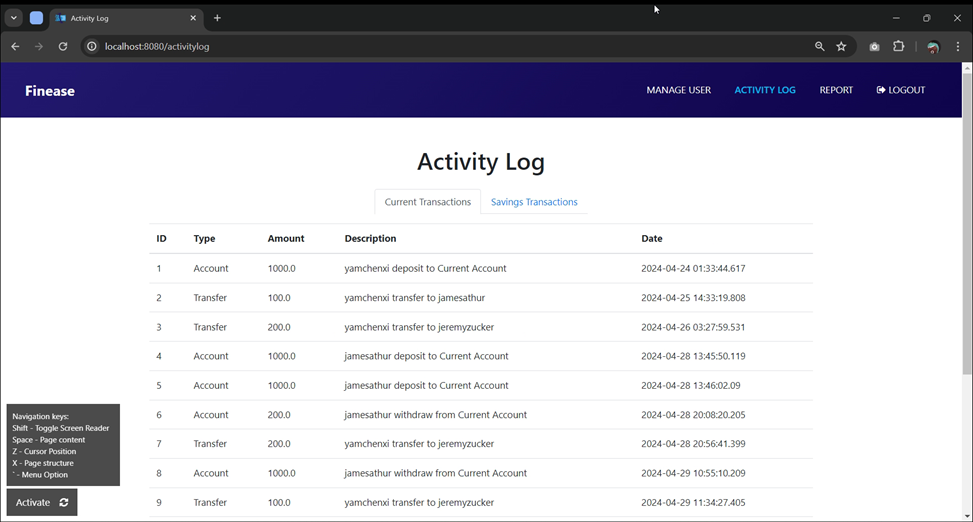 Activity Log
localhost:8080/activitylog
Finease
MANAGE USER
ACTIVITY LOG
REPORT
LOGOUT
Activity Log
Current Transactions
Savings Transactions
ID Type Amount Description Date
1 Account 1000.0 yamchenxi deposit to Current Account 2024-04-24 01:33:44.617
2 Transfer 100.0 yamchenxi transfer to jamesathur 2024-04-25 14:33:19.808
3 Transfer 200.0 yamchenxi transfer to jeremyzucker 2024-04-26 03:27:59.531
4 Account 1000.0 jamesathur deposit to Current Account 2024-04-28 13:45:50.119
5 Account 1000.0 jamesathur deposit to Current Account 2024-04-28 13:46:02.09
6 Account 200.0 jamesathur withdraw from Current Account 2024-04-28 20:08:20.205
7 Transfer 200.0 yamchenxi transfer to jeremyzucker 2024-04-28 20:56:41.399
8 Account 1000.0 jamesathur withdraw from Current Account 2024-04-29 10:55:10.209
9 Transfer 100.0 yamchenxi transfer to jeremyzucker 2024-04-29 11:34:27.405
Navigation keys:
Shift - Toggle Screen Reader
Space - Page content
Z - Cursor Position
X - Page structure
` - Menu Option
Activate